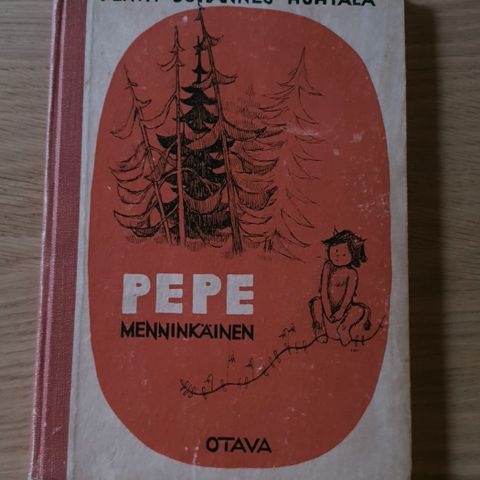 JOHANNES HUHTALA
PEPE
MENNINKÄINEN
OTAVA